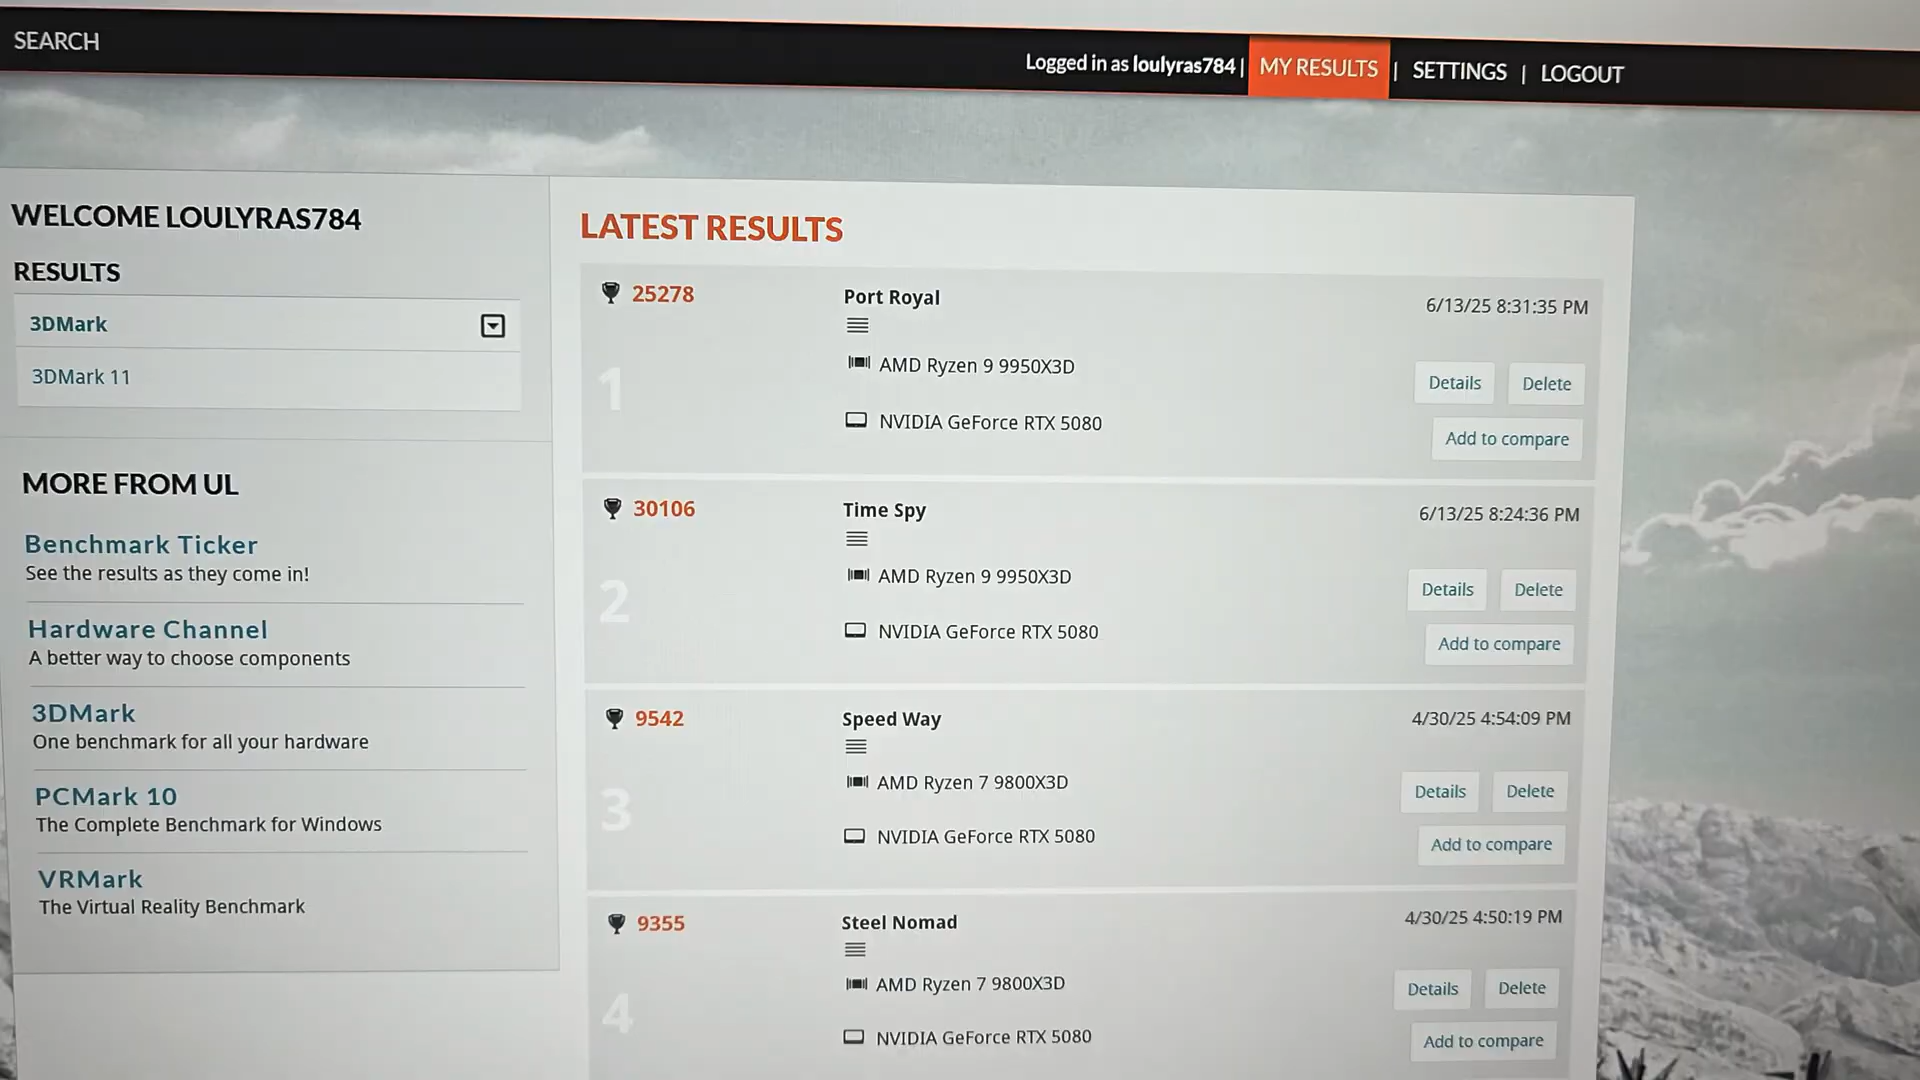 SEARCH
Logged in as loulyras784 | MY RESULTS | SETTINGS | LOGOUT
WELCOME LOULYRAS784
RESULTS
3DMark
3DMark 11
MORE FROM UL
Benchmark Ticker
See the results as they come in!
Hardware Channel
A better way to choose components
3DMark
One benchmark for all your hardware
PCMark 10
The Complete Benchmark for Windows
VRMark
The Virtual Reality Benchmark
LATEST RESULTS
25278 Port Royal 6/13/25 8:31:35 PM
1 AMD Ryzen 9 9950X3D
Details Delete
NVIDIA GeForce RTX 5080
Add to compare
30106 Time Spy 6/13/25 8:24:36 PM
2 AMD Ryzen 9 9950X3D
Details Delete
NVIDIA GeForce RTX 5080
Add to compare
9542 Speed Way 4/30/25 4:54:09 PM
3 AMD Ryzen 7 9800X3D
Details Delete
NVIDIA GeForce RTX 5080
Add to compare
9355 Steel Nomad 4/30/25 4:50:19 PM
4 AMD Ryzen 7 9800X3D
Details Delete
NVIDIA GeForce RTX 5080
Add to compare